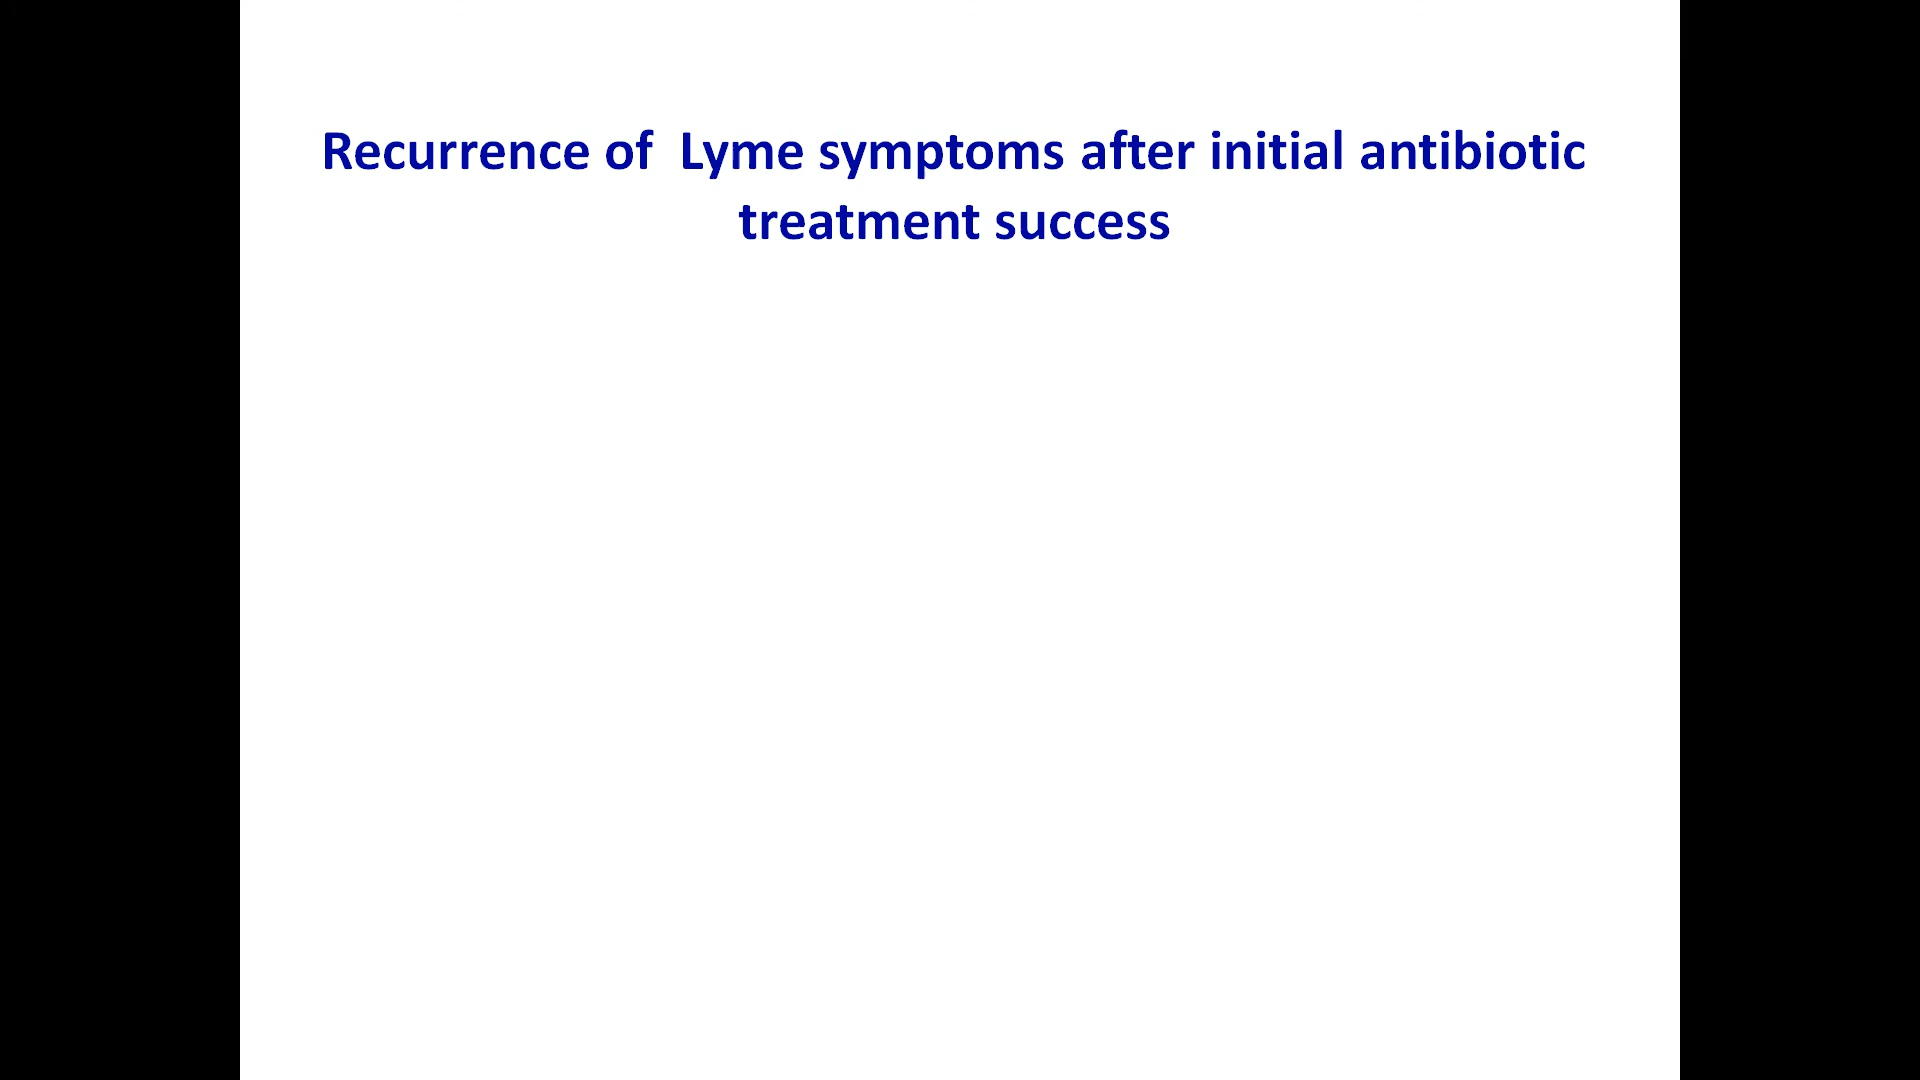 Recurrence of  Lyme symptoms after initial antibiotic
treatment success